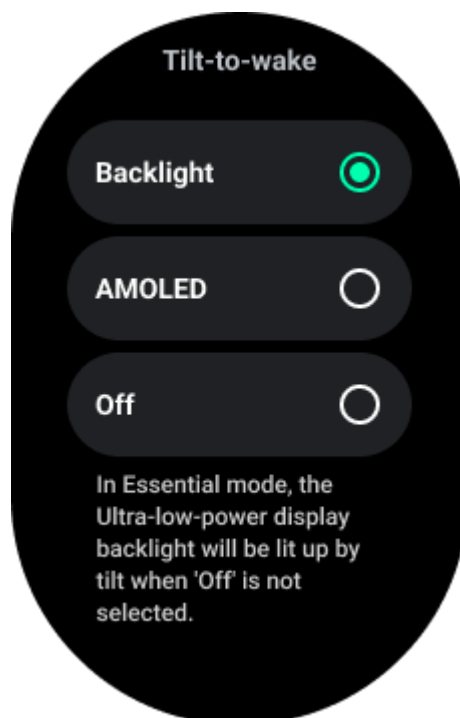 Tilt-to-wake
Backlight
AMOLED
Off
In Essential mode, the
Ultra-low-power display
backlight will be lit up by
tilt when 'Off' is not
selected.